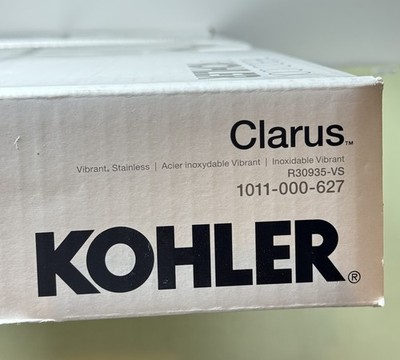 Clarus™
Vibrant® Stainless | Acier inoxydable Vibrant | Inoxidable Vibrant
R30935-VS
1011-000-627
KOHLER®